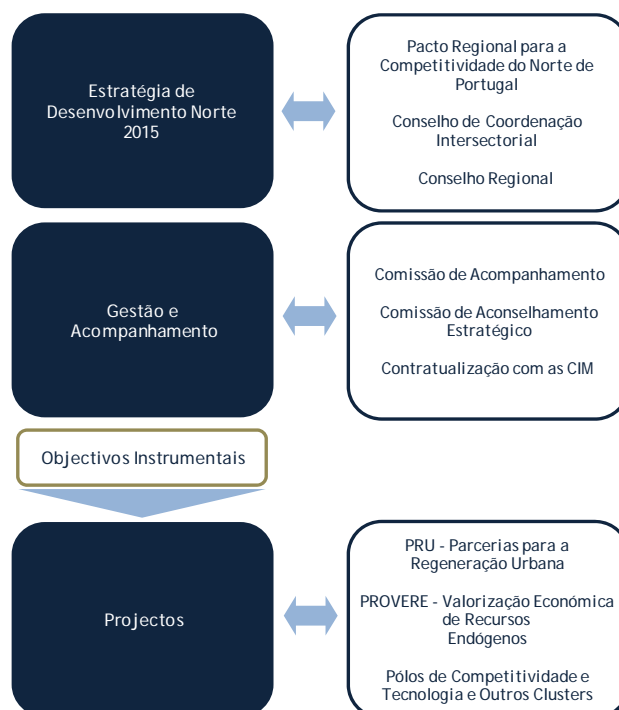 Estratégia de
Desenvolvimento Norte
2015
Pacto Regional para a
Competitividade do Norte de
Portugal
Conselho de Coordenação
Intersectorial
Conselho Regional
Gestão e
Acompanhamento
Comissão de Acompanhamento
Comissão de Aconselhamento
Estratégico
Contratualização com as CIM
Objectivos Instrumentais
Projectos
PRU - Parcerias para a
Regeneração Urbana
PROVERE - Valorização Económica
de Recursos
Endógenos
Pólos de Competitividade e
Tecnologia e Outros Clusters